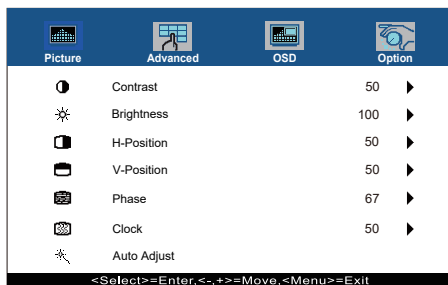 Picture Advanced OSD Option
Contrast 50
Brightness 100
H-Position 50
V-Position 50
Phase 67
Clock 50
Auto Adjust
<Select>=Enter,<-,+>=Move,<Menu>=Exit